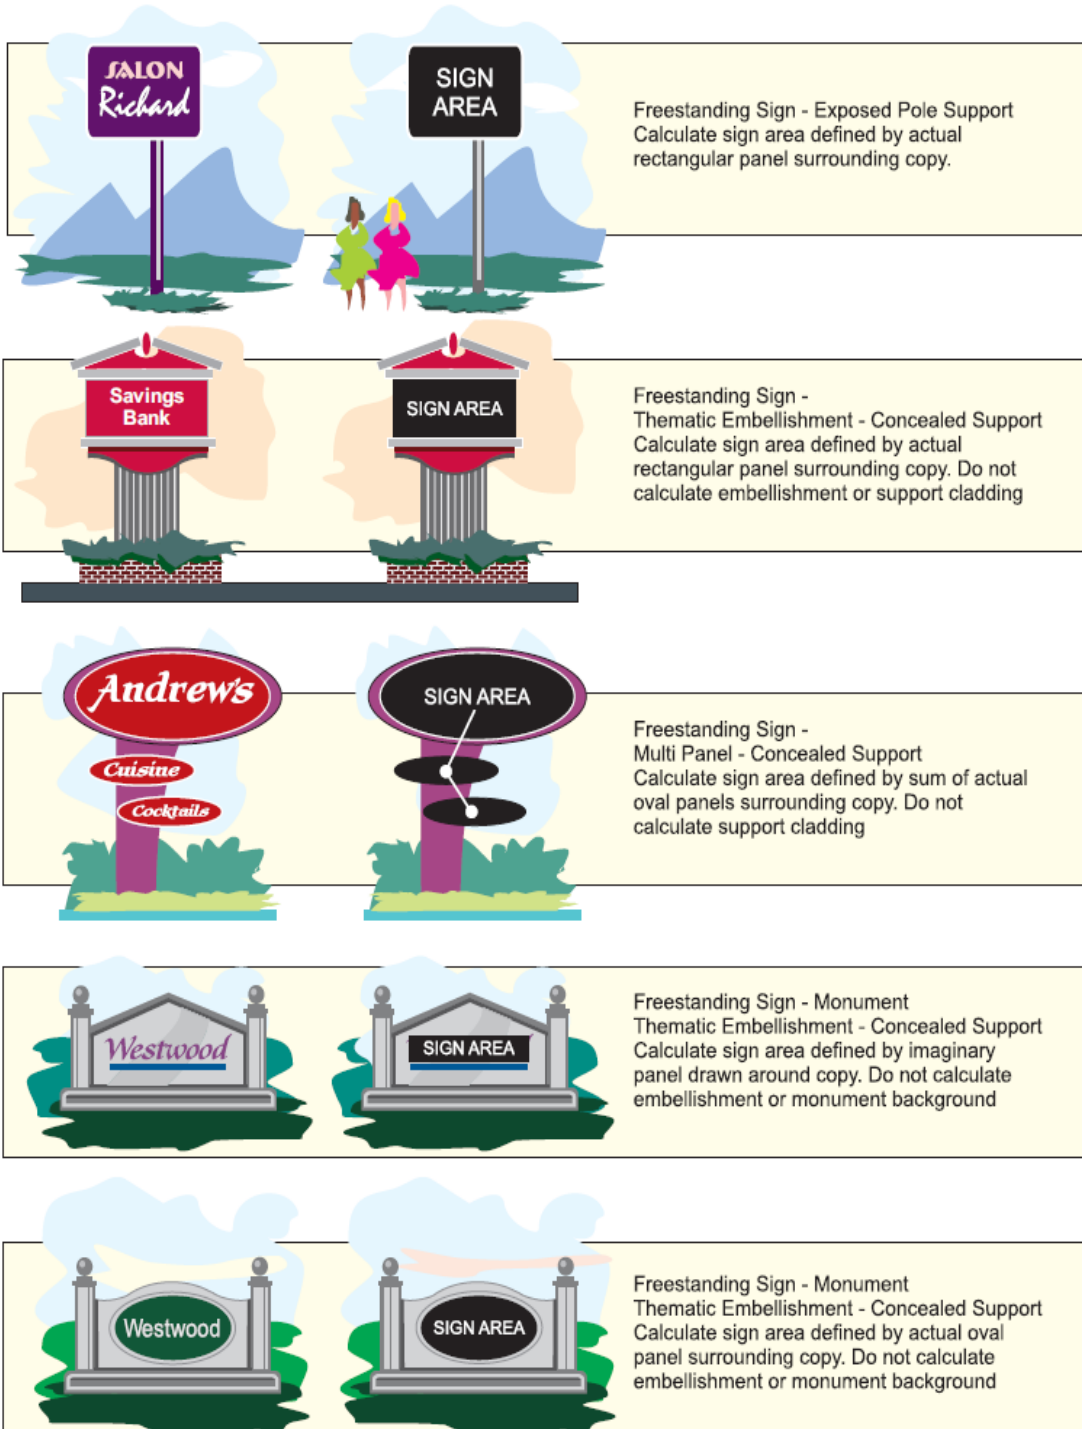 SALON
Richard
SIGN
AREA
Freestanding Sign - Exposed Pole Support
Calculate sign area defined by actual
rectangular panel surrounding copy.
Savings
Bank
SIGN AREA
Freestanding Sign -
Thematic Embellishment - Concealed Support
Calculate sign area defined by actual
rectangular panel surrounding copy. Do not
calculate embellishment or support cladding
Andrew's
Cuisine
Cocktails
SIGN AREA
Freestanding Sign -
Multi Panel - Concealed Support
Calculate sign area defined by sum of actual
oval panels surrounding copy. Do not
calculate support cladding
Westwood
SIGN AREA
Freestanding Sign - Monument
Thematic Embellishment - Concealed Support
Calculate sign area defined by imaginary
panel drawn around copy. Do not calculate
embellishment or monument background
Westwood
SIGN AREA
Freestanding Sign - Monument
Thematic Embellishment - Concealed Support
Calculate sign area defined by actual oval
panel surrounding copy. Do not calculate
embellishment or monument background